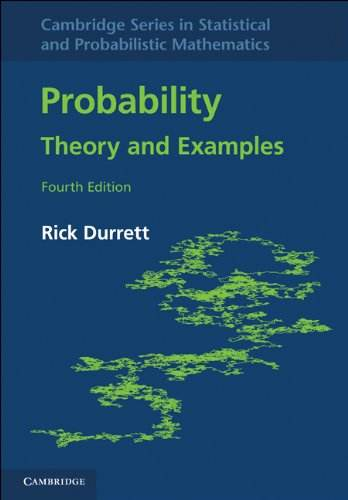 Cambridge Series in Statistical
and Probabilistic Mathematics
Probability
Theory and Examples
Fourth Edition
Rick Durrett
CAMBRIDGE